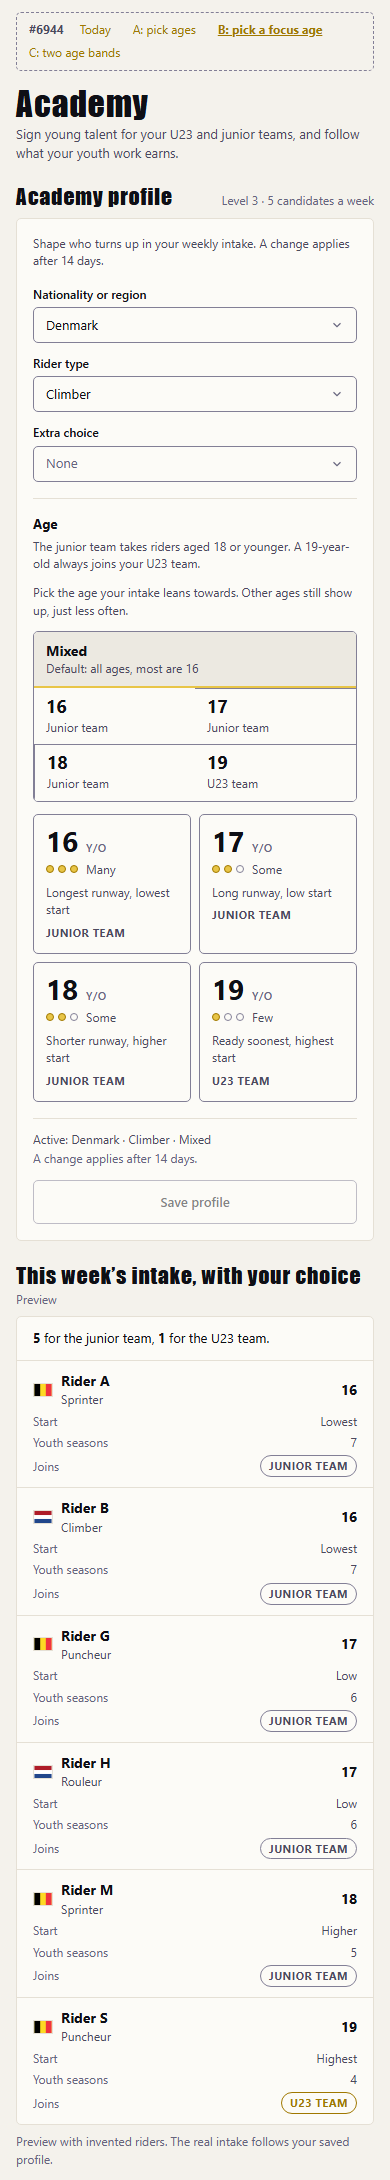 #6944 Today A: pick ages B: pick a focus age
C: two age bands
Academy
Sign young talent for your U23 and junior teams, and follow
what your youth work earns.
Academy profile Level 3 · 5 candidates a week
Shape who turns up in your weekly intake. A change applies
after 14 days.
Nationality or region
Denmark
Rider type
Climber
Extra choice
None
Age
The junior team takes riders aged 18 or younger. A 19-year-
old always joins your U23 team.
Pick the age your intake leans towards. Other ages still show
up, just less often.
Mixed
Default: all ages, most are 16
16 17
Junior team Junior team
18 19
Junior team U23 team
16 Y/O
Many
Longest runway, lowest
start
JUNIOR TEAM
17 Y/O
Some
Long runway, low start
JUNIOR TEAM
18 Y/O
Some
Shorter runway, higher
start
JUNIOR TEAM
19 Y/O
Few
Ready soonest, highest
start
U23 TEAM
Active: Denmark · Climber · Mixed
A change applies after 14 days.
Save profile
This week's intake, with your choice
Preview
5 for the junior team, 1 for the U23 team.
Rider A 16
Sprinter
Start Lowest
Youth seasons 7
Joins JUNIOR TEAM
Rider B 16
Climber
Start Lowest
Youth seasons 7
Joins JUNIOR TEAM
Rider G 17
Puncheur
Start Low
Youth seasons 6
Joins JUNIOR TEAM
Rider H 17
Rouleur
Start Low
Youth seasons 6
Joins JUNIOR TEAM
Rider M 18
Sprinter
Start Higher
Youth seasons 5
Joins JUNIOR TEAM
Rider S 19
Puncheur
Start Highest
Youth seasons 4
Joins U23 TEAM
Preview with invented riders. The real intake follows your saved
profile.